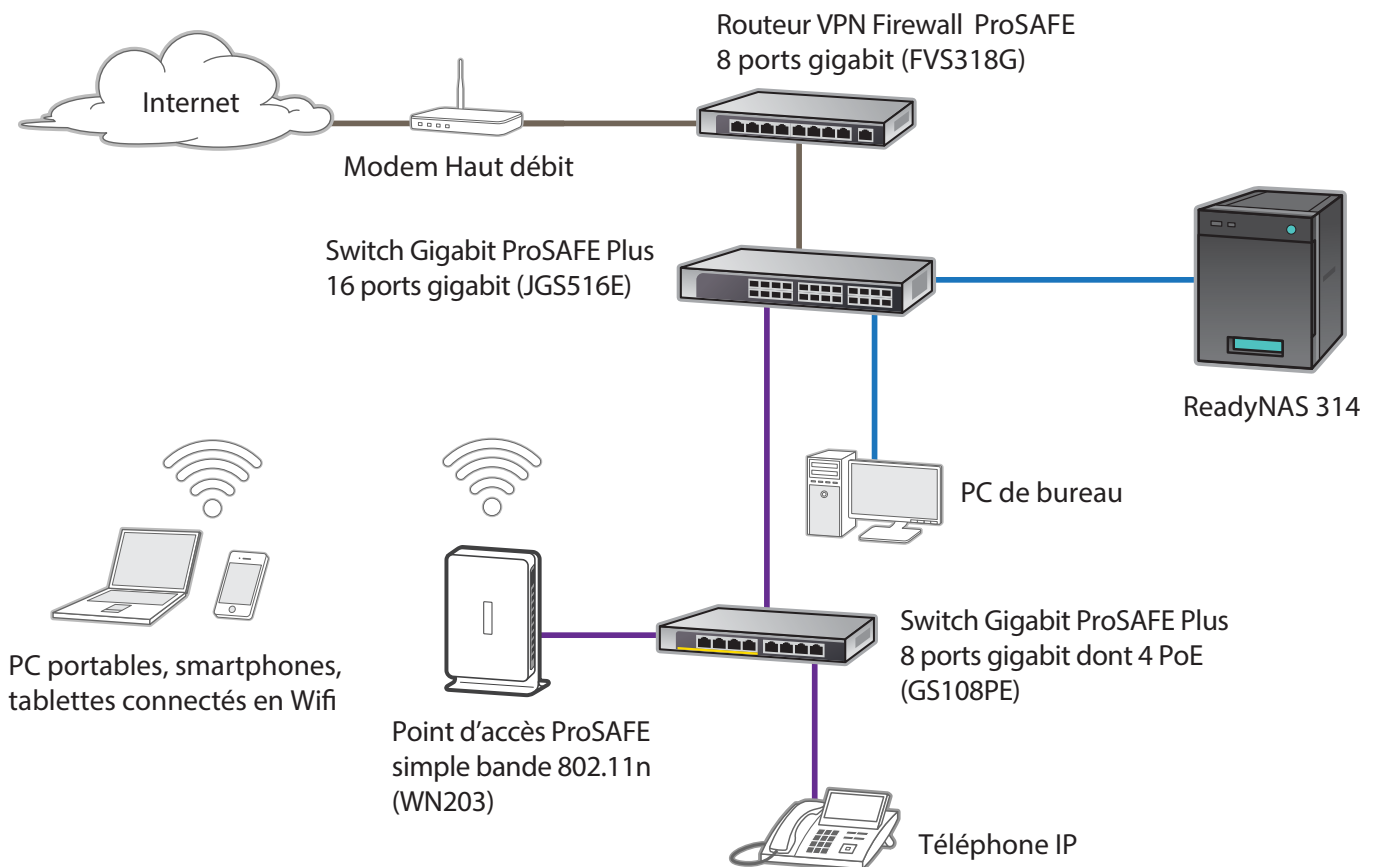 Routeur VPN Firewall ProSAFE
8 ports gigabit (FVS318G)
Internet
Modem Haut débit
Switch Gigabit ProSAFE Plus
16 ports gigabit (JGS516E)
ReadyNAS 314
PC de bureau
Switch Gigabit ProSAFE Plus
8 ports gigabit dont 4 PoE
(GS108PE)
PC portables, smartphones,
tablettes connectés en Wifi
Point d’accès ProSAFE
simple bande 802.11n
(WN203)
Téléphone IP